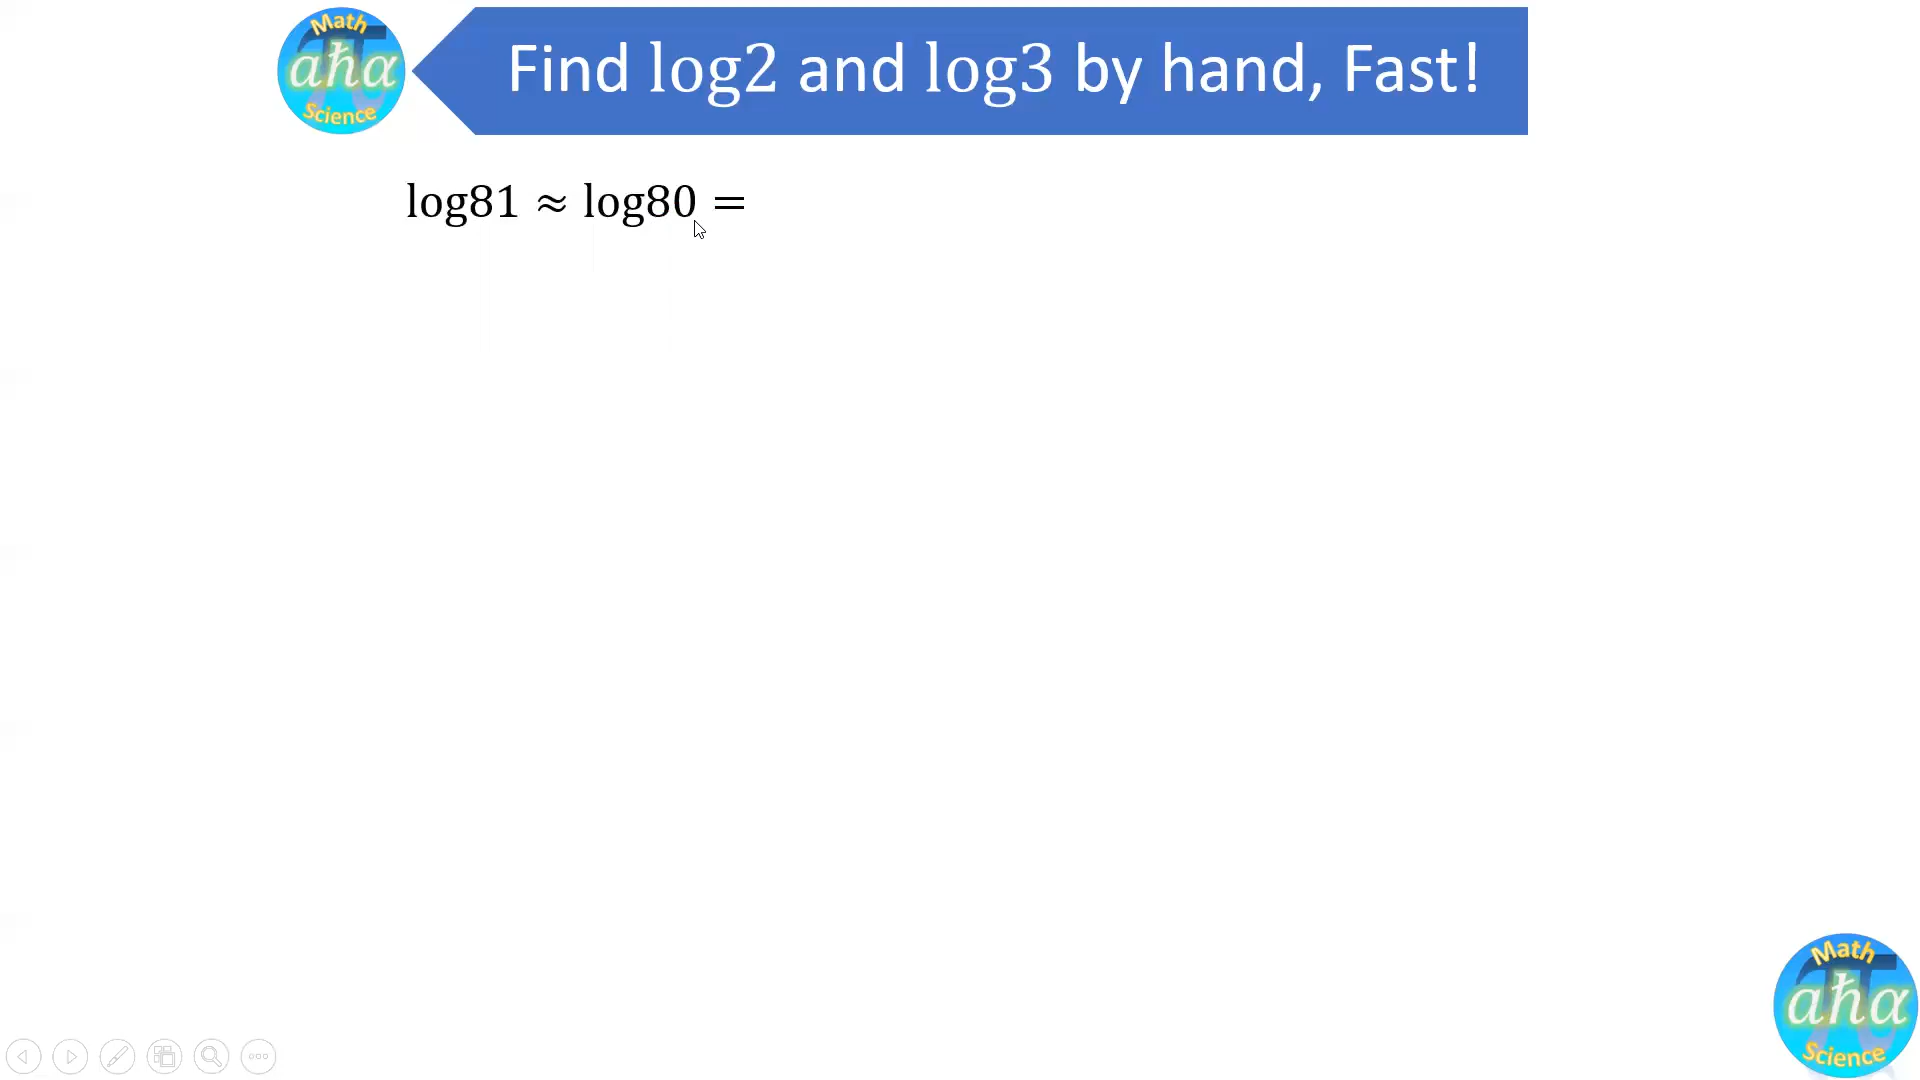 Math
aħα
Science
Find log2 and log3 by hand, Fast!
log81 ≈ log80 =
Math
aħα
Science